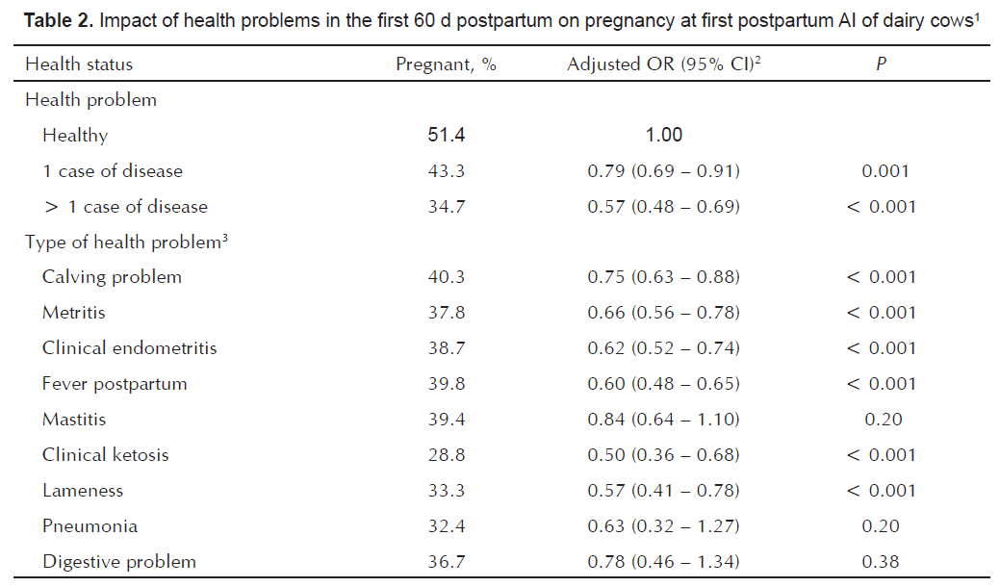 Table 2. Impact of health problems in the first 60 d postpartum on pregnancy at first postpartum AI of dairy cows¹
Health status Pregnant, % Adjusted OR (95% CI)² P
Health problem
Healthy 51.4 1.00
1 case of disease 43.3 0.79 (0.69 – 0.91) 0.001
> 1 case of disease 34.7 0.57 (0.48 – 0.69) < 0.001
Type of health problem³
Calving problem 40.3 0.75 (0.63 – 0.88) < 0.001
Metritis 37.8 0.66 (0.56 – 0.78) < 0.001
Clinical endometritis 38.7 0.62 (0.52 – 0.74) < 0.001
Fever postpartum 39.8 0.60 (0.48 – 0.65) < 0.001
Mastitis 39.4 0.84 (0.64 – 1.10) 0.20
Clinical ketosis 28.8 0.50 (0.36 – 0.68) < 0.001
Lameness 33.3 0.57 (0.41 – 0.78) < 0.001
Pneumonia 32.4 0.63 (0.32 – 1.27) 0.20
Digestive problem 36.7 0.78 (0.46 – 1.34) 0.38